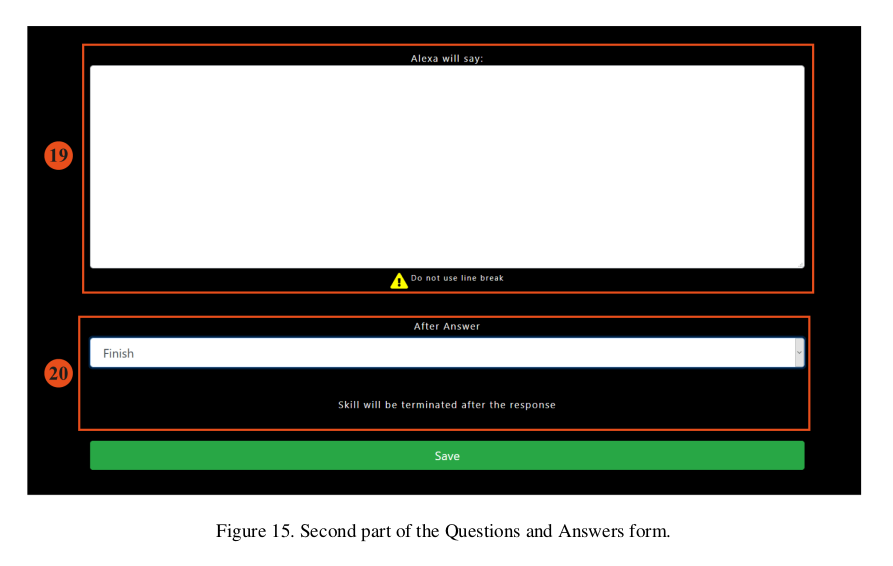 Alexa will say:
19
Do not use line break
After Answer
Finish
20
Skill will be terminated after the response
Save
Figure 15. Second part of the Questions and Answers form.